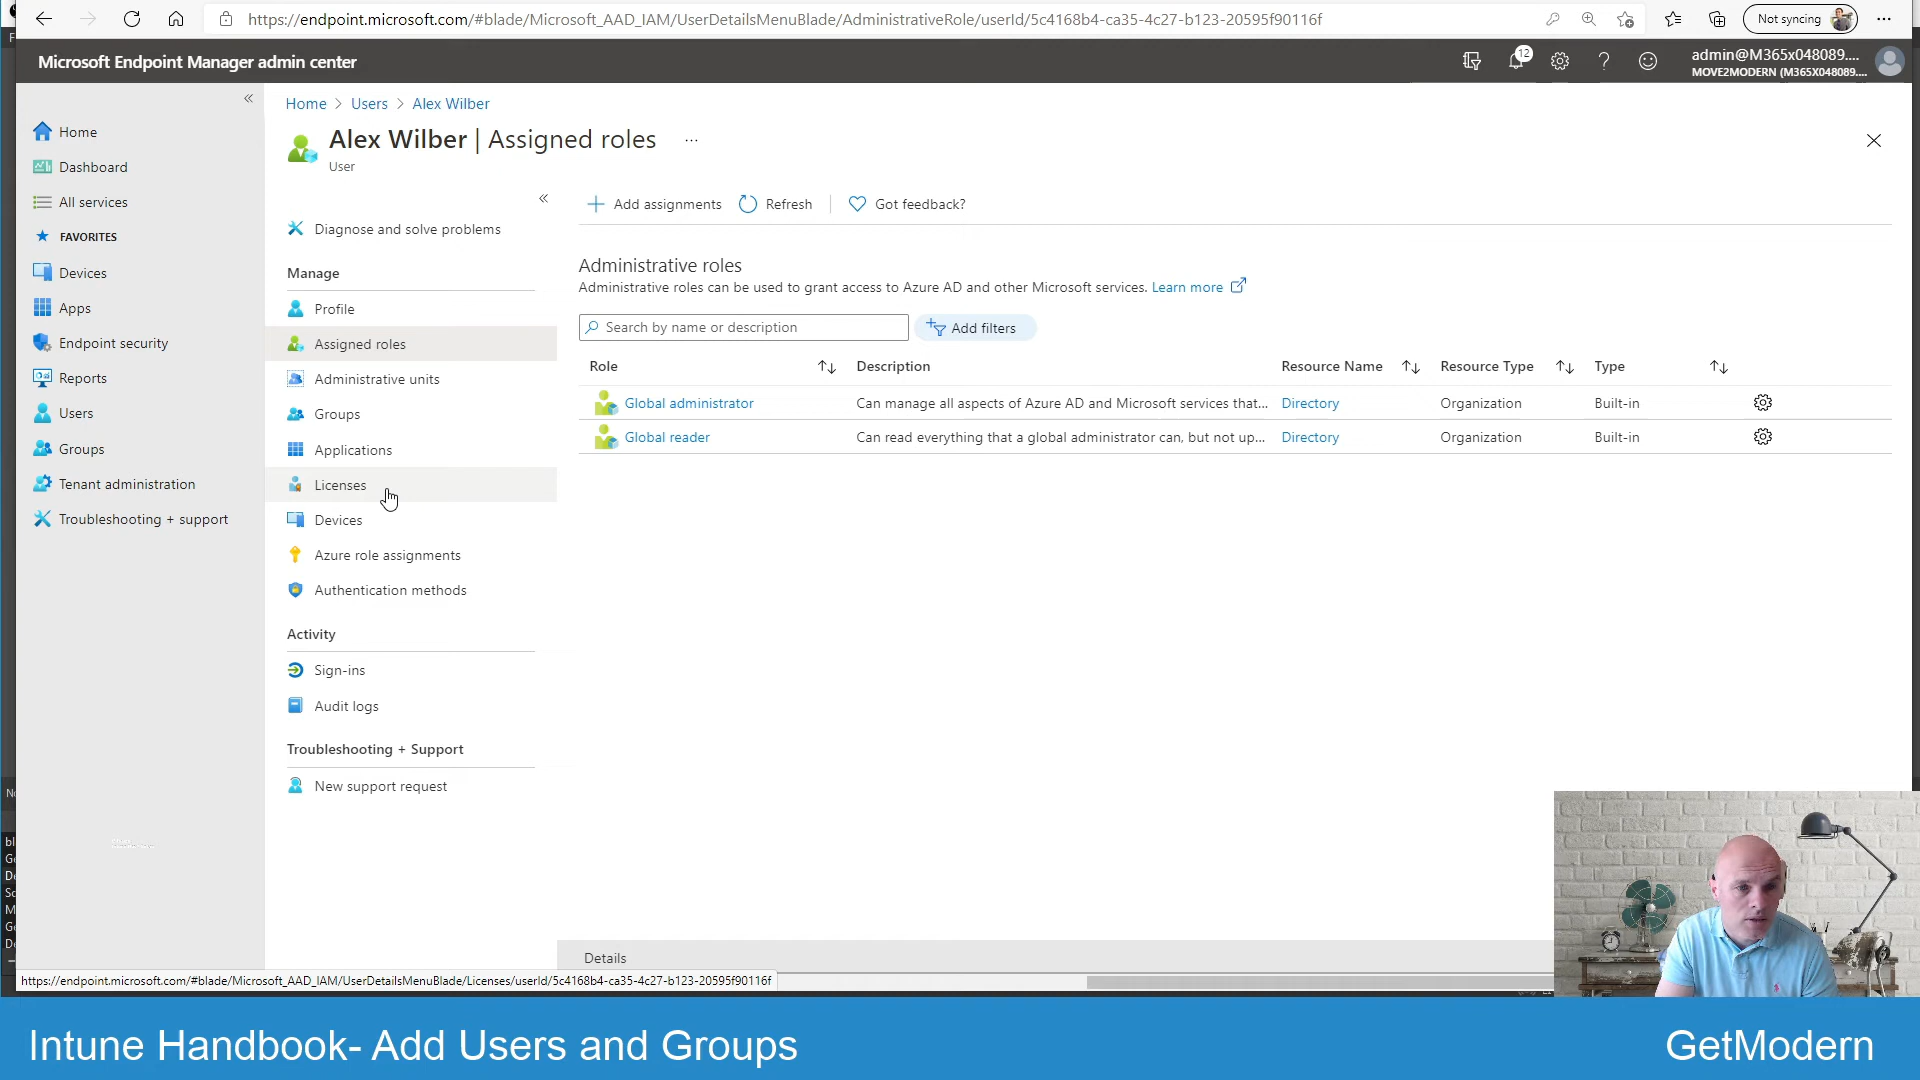 https://endpoint.microsoft.com/#blade/Microsoft_AAD_IAM/UserDetailsMenuBlade/AdministrativeRole/userId/5c4168b4-ca35-4c27-b123-20595f90116f
Not syncing
Microsoft Endpoint Manager admin center
12
admin@M365x048089....
MOVE2MODERN (M365X048089....
Home > Users > Alex Wilber
Alex Wilber | Assigned roles ...
User
Home
Dashboard
All services
FAVORITES
Devices
Apps
Endpoint security
Reports
Users
Groups
Tenant administration
Troubleshooting + support
Diagnose and solve problems
Manage
Profile
Assigned roles
Administrative units
Groups
Applications
Licenses
Devices
Azure role assignments
Authentication methods
Activity
Sign-ins
Audit logs
Troubleshooting + Support
New support request
Add assignments Refresh Got feedback?
Administrative roles
Administrative roles can be used to grant access to Azure AD and other Microsoft services. Learn more
Search by name or description Add filters
Role Description Resource Name Resource Type Type
Global administrator Can manage all aspects of Azure AD and Microsoft services that... Directory Organization Built-in
Global reader Can read everything that a global administrator can, but not up... Directory Organization Built-in
Details
https://endpoint.microsoft.com/#blade/Microsoft_AAD_IAM/UserDetailsMenuBlade/Licenses/userId/5c4168b4-ca35-4c27-b123-20595f90116f
Intune Handbook- Add Users and Groups
GetModern